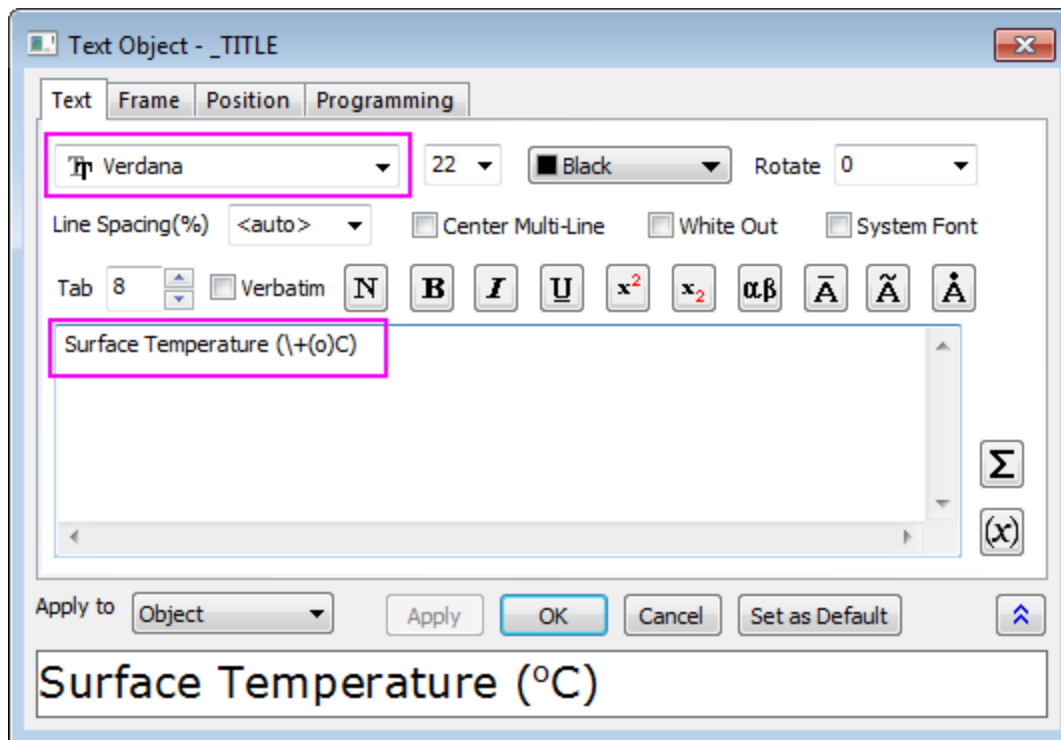 Text Object - _TITLE
Text Frame Position Programming
Verdana 22 Black Rotate 0
Line Spacing(%) <auto> Center Multi-Line White Out System Font
Tab 8 Verbatim N B I U x² x₂ αβ Ā Ã Å
Surface Temperature (\+(o)C)
Σ
(x)
Apply to Object Apply OK Cancel Set as Default
Surface Temperature (ºC)